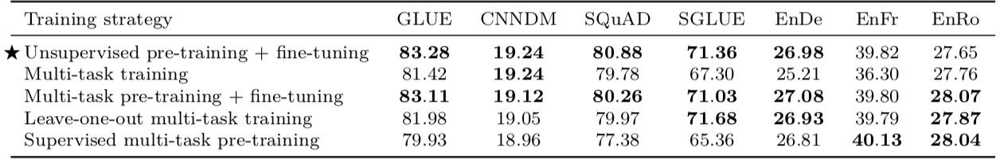 Training strategy GLUE CNNDM SQuAD SGLUE EnDe EnFr EnRo
★ Unsupervised pre-training + fine-tuning 83.28 19.24 80.88 71.36 26.98 39.82 27.65
Multi-task training 81.42 19.24 79.78 67.30 25.21 36.30 27.76
Multi-task pre-training + fine-tuning 83.11 19.12 80.26 71.03 27.08 39.80 28.07
Leave-one-out multi-task training 81.98 19.05 79.97 71.68 26.93 39.79 27.87
Supervised multi-task pre-training 79.93 18.96 77.38 65.36 26.81 40.13 28.04